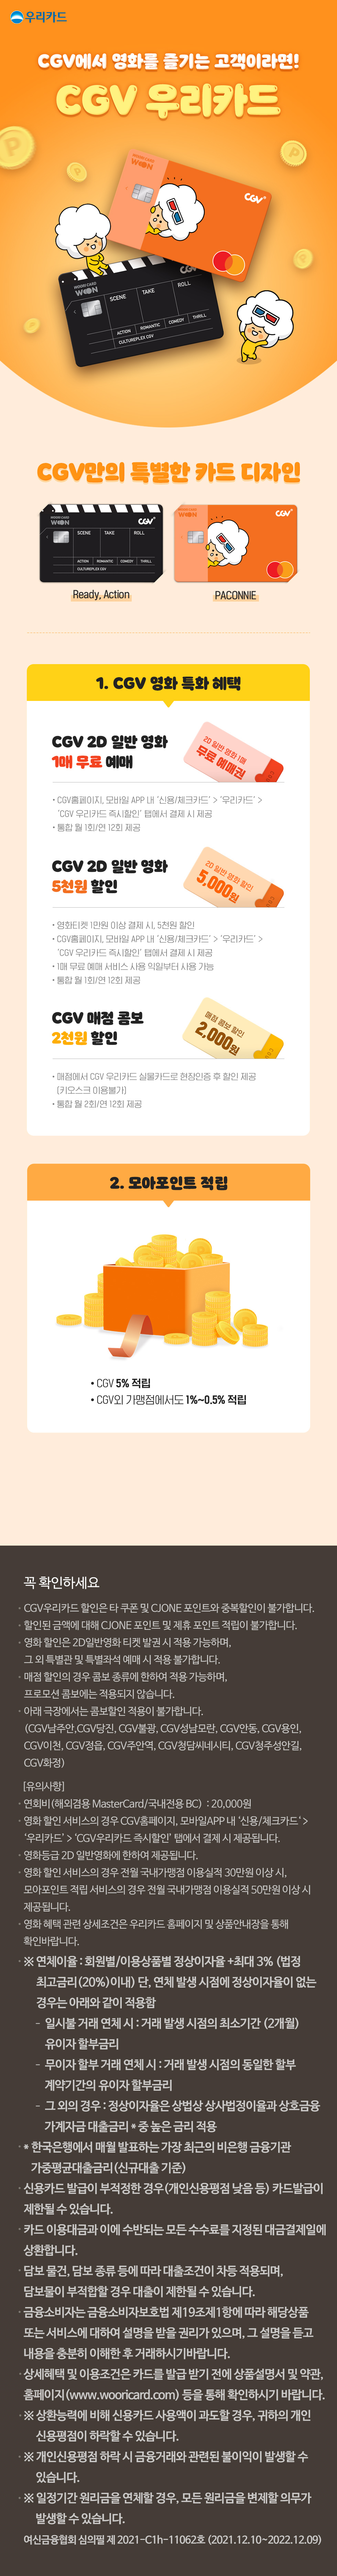 우리카드
CGV에서 영화를 즐기는 고객이라면!
CGV 우리카드
WOORI CARD
WON
CGV
WOORI CARD
WON
CGV
SCENE TAKE ROLL
ACTION ROMANTIC COMEDY THRILL
CULTUREPLEX CGV
CGV만의 특별한 카드 디자인
WOORI CARD
WON
CGV
SCENE TAKE ROLL
ACTION ROMANTIC COMEDY THRILL
CULTUREPLEX CGV
WOORI CARD
WON
CGV
Ready, Action
PACONNIE
1. CGV 영화 특화 혜택
CGV 2D 일반 영화
1매 무료 예매
2D 일반 영화 1매
무료 예매권
• CGV홈페이지, 모바일 APP 내 '신용/체크카드' > '우리카드' >
'CGV 우리카드 즉시할인' 탭에서 결제 시 제공
• 통합 월 1회/연 12회 제공
CGV 2D 일반 영화
5천원 할인
2D 일반 영화 할인
5,000원
• 영화티켓 1만원 이상 결제 시, 5천원 할인
• CGV홈페이지, 모바일 APP 내 '신용/체크카드' > '우리카드' >
'CGV 우리카드 즉시할인' 탭에서 결제 시 제공
• 1매 무료 예매 서비스 사용 익일부터 사용 가능
• 통합 월 1회/연 12회 제공
CGV 매점 콤보
2천원 할인
매점 콤보 할인
2,000원
• 매점에서 CGV 우리카드 실물카드로 현장인증 후 할인 제공
(키오스크 이용불가)
• 통합 월 2회/연 12회 제공
2. 모아포인트 적립
• CGV 5% 적립
• CGV외 가맹점에서도 1%~0.5% 적립
꼭 확인하세요
· CGV우리카드 할인은 타 쿠폰 및 CJONE 포인트와 중복할인이 불가합니다.
· 할인된 금액에 대해 CJONE 포인트 및 제휴 포인트 적립이 불가합니다.
· 영화 할인은 2D일반영화 티켓 발권 시 적용 가능하며,
그 외 특별관 및 특별좌석 예매 시 적용 불가합니다.
· 매점 할인의 경우 콤보 종류에 한하여 적용 가능하며,
프로모션 콤보에는 적용되지 않습니다.
· 아래 극장에서는 콤보할인 적용이 불가합니다.
(CGV남주안,CGV당진, CGV불광, CGV성남모란, CGV안동, CGV용인,
CGV이천, CGV정읍, CGV주안역, CGV청담씨네시티, CGV청주성안길,
CGV화정)
[유의사항]
· 연회비(해외겸용 MasterCard/국내전용 BC) : 20,000원
· 영화 할인 서비스의 경우 CGV홈페이지, 모바일APP 내 '신용/체크카드'>
'우리카드' > 'CGV우리카드 즉시할인' 탭에서 결제 시 제공됩니다.
· 영화등급 2D 일반영화에 한하여 제공됩니다.
· 영화 할인 서비스의 경우 전월 국내가맹점 이용실적 30만원 이상 시,
모아포인트 적립 서비스의 경우 전월 국내가맹점 이용실적 50만원 이상 시
제공됩니다.
· 영화 혜택 관련 상세조건은 우리카드 홈페이지 및 상품안내장을 통해
확인바랍니다.
· ※ 연체이율 : 회원별/이용상품별 정상이자율 +최대 3% (법정
최고금리(20%)이내) 단, 연체 발생 시점에 정상이자율이 없는
경우는 아래와 같이 적용함
- 일시불 거래 연체 시 : 거래 발생 시점의 최소기간 (2개월)
유이자 할부금리
- 무이자 할부 거래 연체 시 : 거래 발생 시점의 동일한 할부
계약기간의 유이자 할부금리
- 그 외의 경우 : 정상이자율은 상법상 상사법정이율과 상호금융
가계자금 대출금리 * 중 높은 금리 적용
· * 한국은행에서 매월 발표하는 가장 최근의 비은행 금융기관
가중평균대출금리(신규대출 기준)
· 신용카드 발급이 부적정한 경우(개인신용평점 낮음 등) 카드발급이
제한될 수 있습니다.
· 카드 이용대금과 이에 수반되는 모든 수수료를 지정된 대금결제일에
상환합니다.
· 담보 물건, 담보 종류 등에 따라 대출조건이 차등 적용되며,
담보물이 부적합할 경우 대출이 제한될 수 있습니다.
· 금융소비자는 금융소비자보호법 제19조제1항에 따라 해당상품
또는 서비스에 대하여 설명을 받을 권리가 있으며, 그 설명을 듣고
내용을 충분히 이해한 후 거래하시기바랍니다.
· 상세혜택 및 이용조건은 카드를 발급 받기 전에 상품설명서 및 약관,
홈페이지(www.wooricard.com) 등을 통해 확인하시기 바랍니다.
· ※ 상환능력에 비해 신용카드 사용액이 과도할 경우, 귀하의 개인
신용평점이 하락할 수 있습니다.
· ※ 개인신용평점 하락 시 금융거래와 관련된 불이익이 발생할 수
있습니다.
· ※ 일정기간 원리금을 연체할 경우, 모든 원리금을 변제할 의무가
발생할 수 있습니다.
여신금융협회 심의필 제 2021-C1h-11062호 (2021.12.10~2022.12.09)